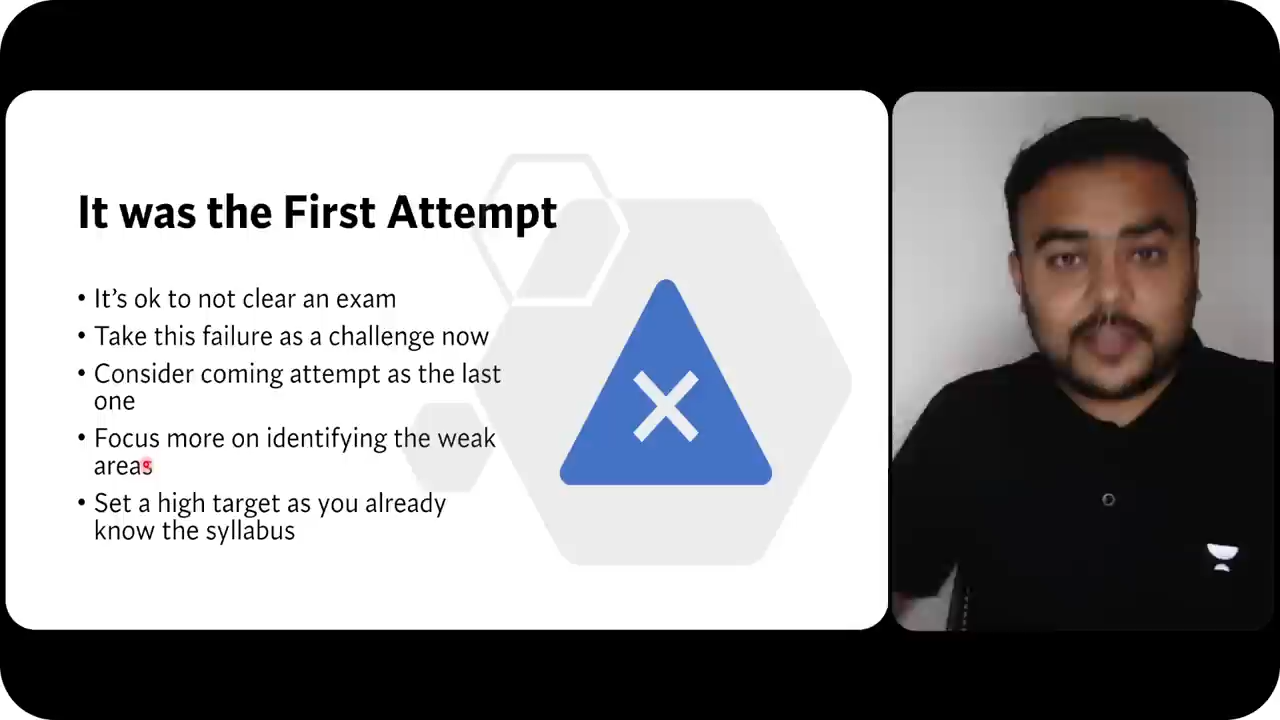 It was the First Attempt
• It’s ok to not clear an exam
• Take this failure as a challenge now
• Consider coming attempt as the last
one
• Focus more on identifying the weak
areas
• Set a high target as you already
know the syllabus